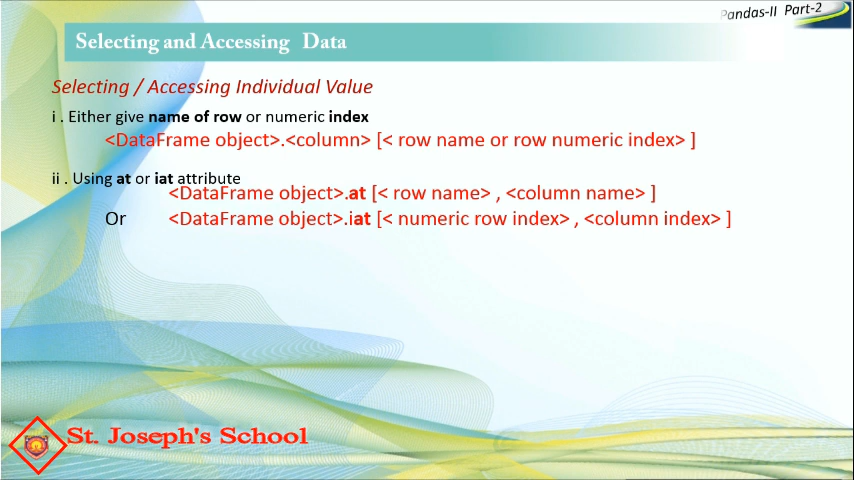 Pandas-II Part-2
Selecting and Accessing Data
Selecting / Accessing Individual Value
i . Either give name of row or numeric index
<DataFrame object>.<column> [< row name or row numeric index> ]
ii . Using at or iat attribute
<DataFrame object>.at [< row name> , <column name> ]
Or <DataFrame object>.iat [< numeric row index> , <column index> ]
St. Joseph's School